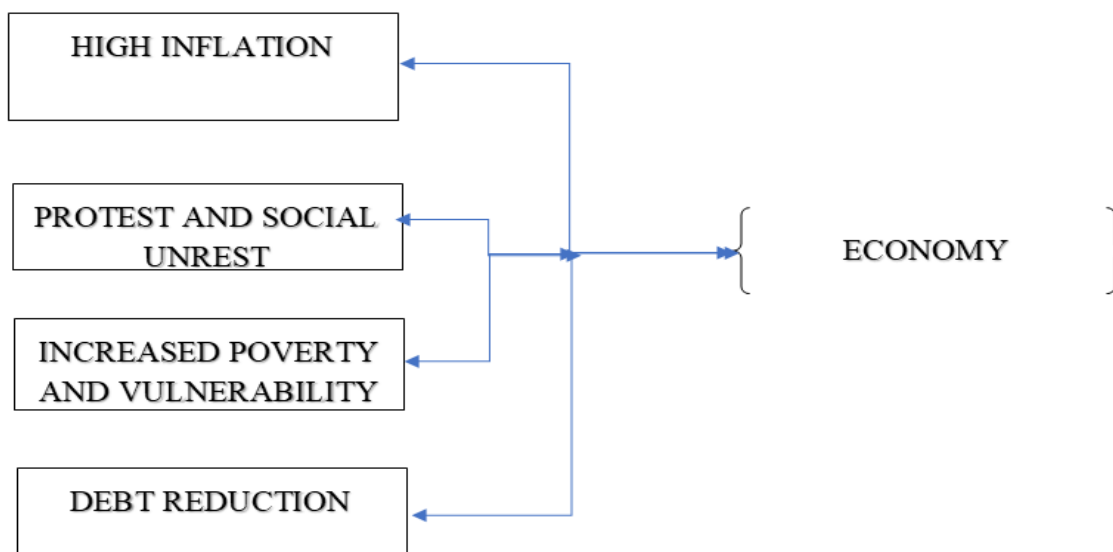 HIGH INFLATION
PROTEST AND SOCIAL
UNREST
INCREASED POVERTY
AND VULNERABILITY
DEBT REDUCTION
ECONOMY